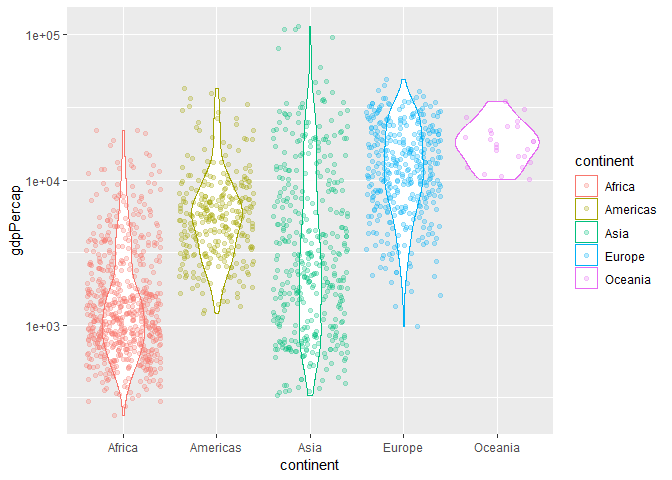 1e+05
1e+04
1e+03
gdpPercap
Africa
Americas
Asia
Europe
Oceania
continent
continent
Africa
Americas
Asia
Europe
Oceania